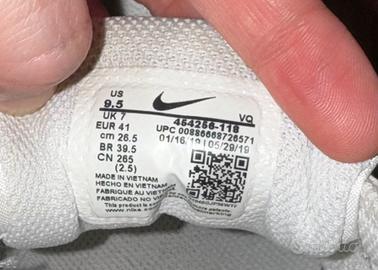 US
9.5 VQ
UK 7 454256-118
EUR 41 UPC 00886668726571
cm 26.5 01/16/19 | 05/29/19
BR 39.5
CN 265
(2.5)
MADE IN VIETNAM
HECHO EN VIETNAM
FABRIQUE AU VIETNAM
FABRICADO NO VIETNAM